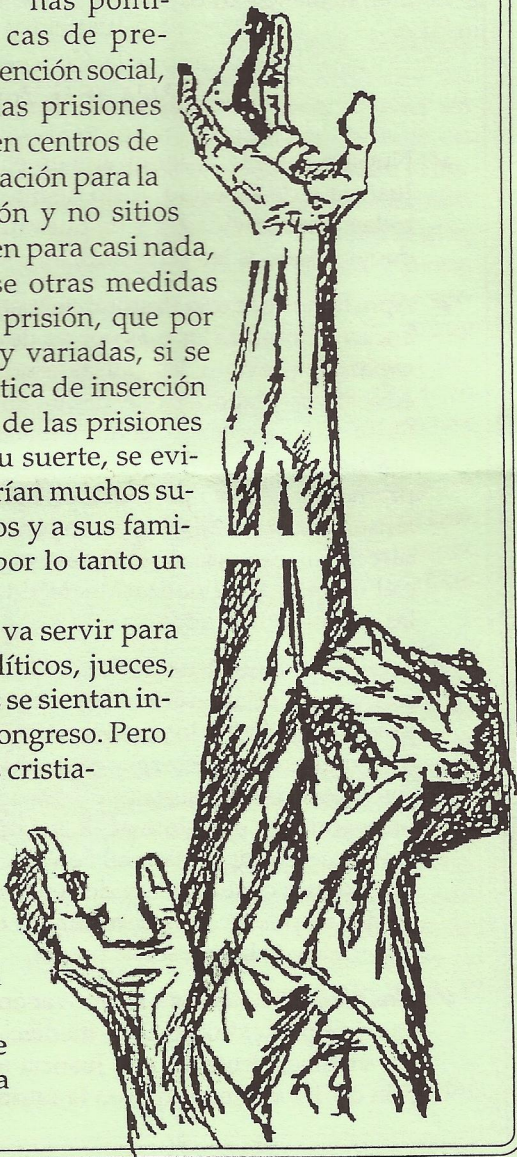 nas políti-
cas de pre-
ención social,
as prisiones
en centros de
ación para la
ón y no sitios
en para casi nada,
se otras medidas
prisión, que por
y variadas, si se
tica de inserción
de las prisiones
u suerte, se evi-
rían muchos su-
os y a sus fami-
por lo tanto un
va servir para
líticos, jueces,
se sientan in-
ongreso. Pero
cristia-
e
a